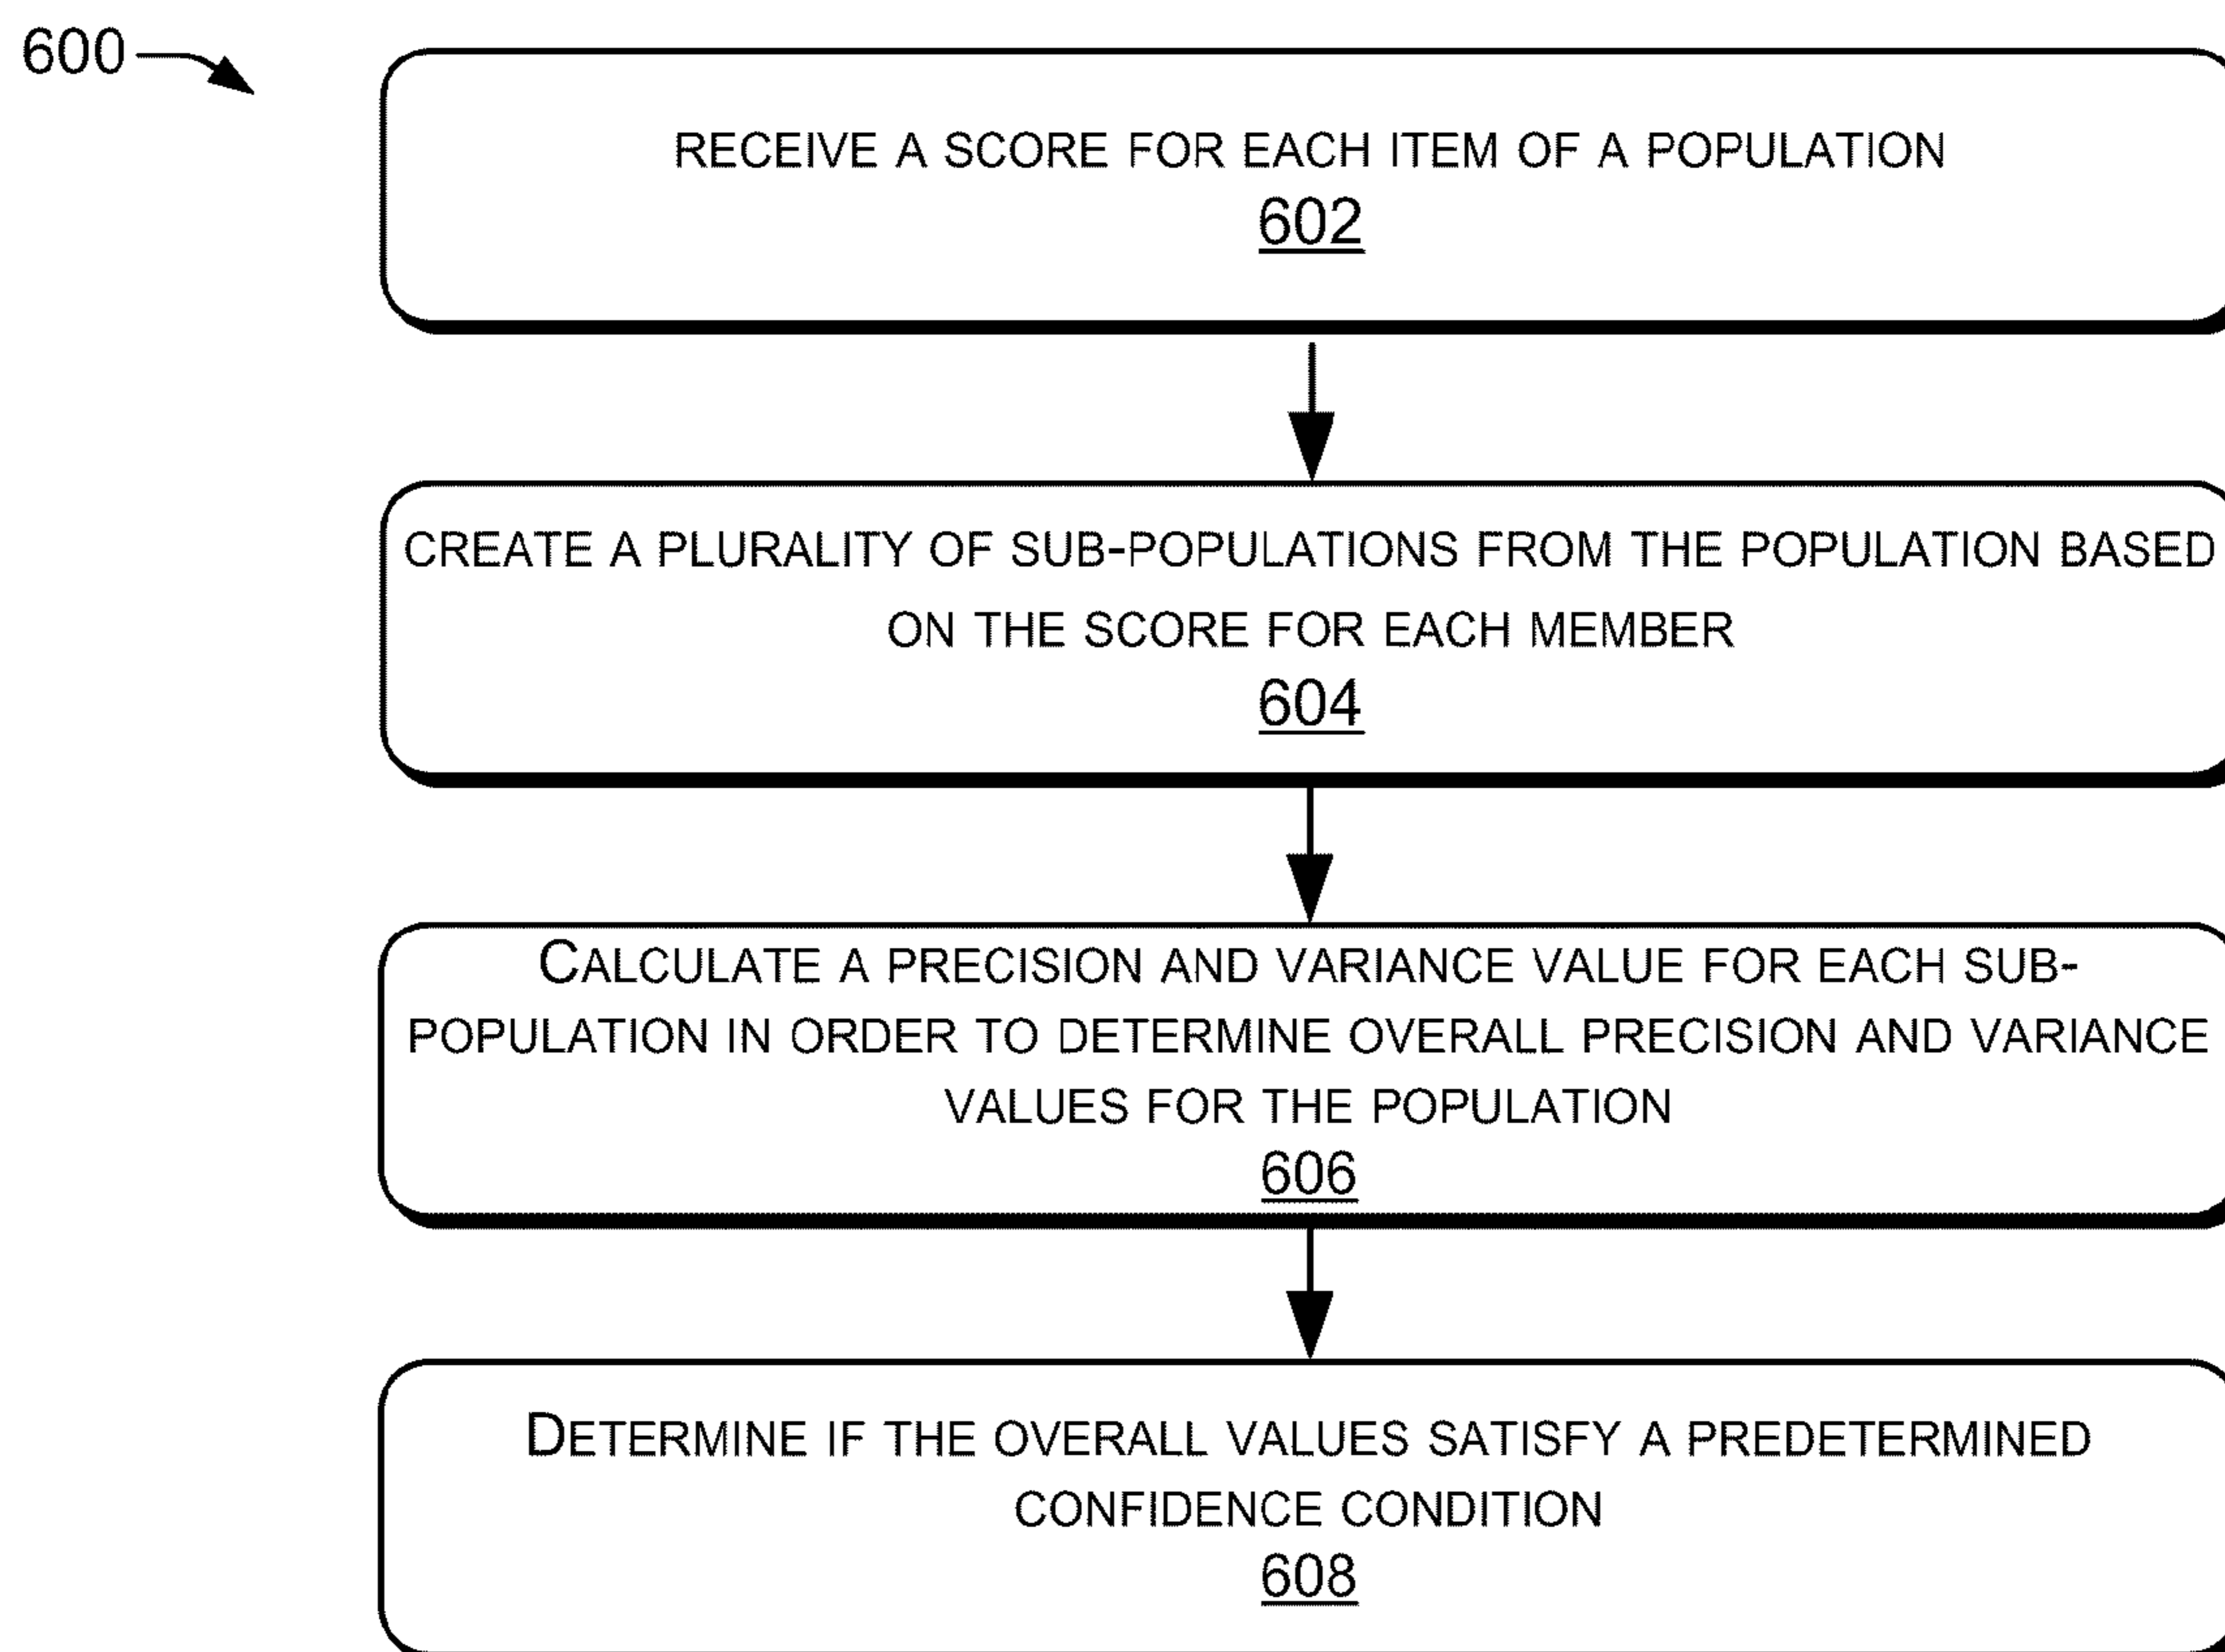 600
RECEIVE A SCORE FOR EACH ITEM OF A POPULATION
602
CREATE A PLURALITY OF SUB-POPULATIONS FROM THE POPULATION BASED
ON THE SCORE FOR EACH MEMBER
604
CALCULATE A PRECISION AND VARIANCE VALUE FOR EACH SUB-
POPULATION IN ORDER TO DETERMINE OVERALL PRECISION AND VARIANCE
VALUES FOR THE POPULATION
606
DETERMINE IF THE OVERALL VALUES SATISFY A PREDETERMINED
CONFIDENCE CONDITION
608